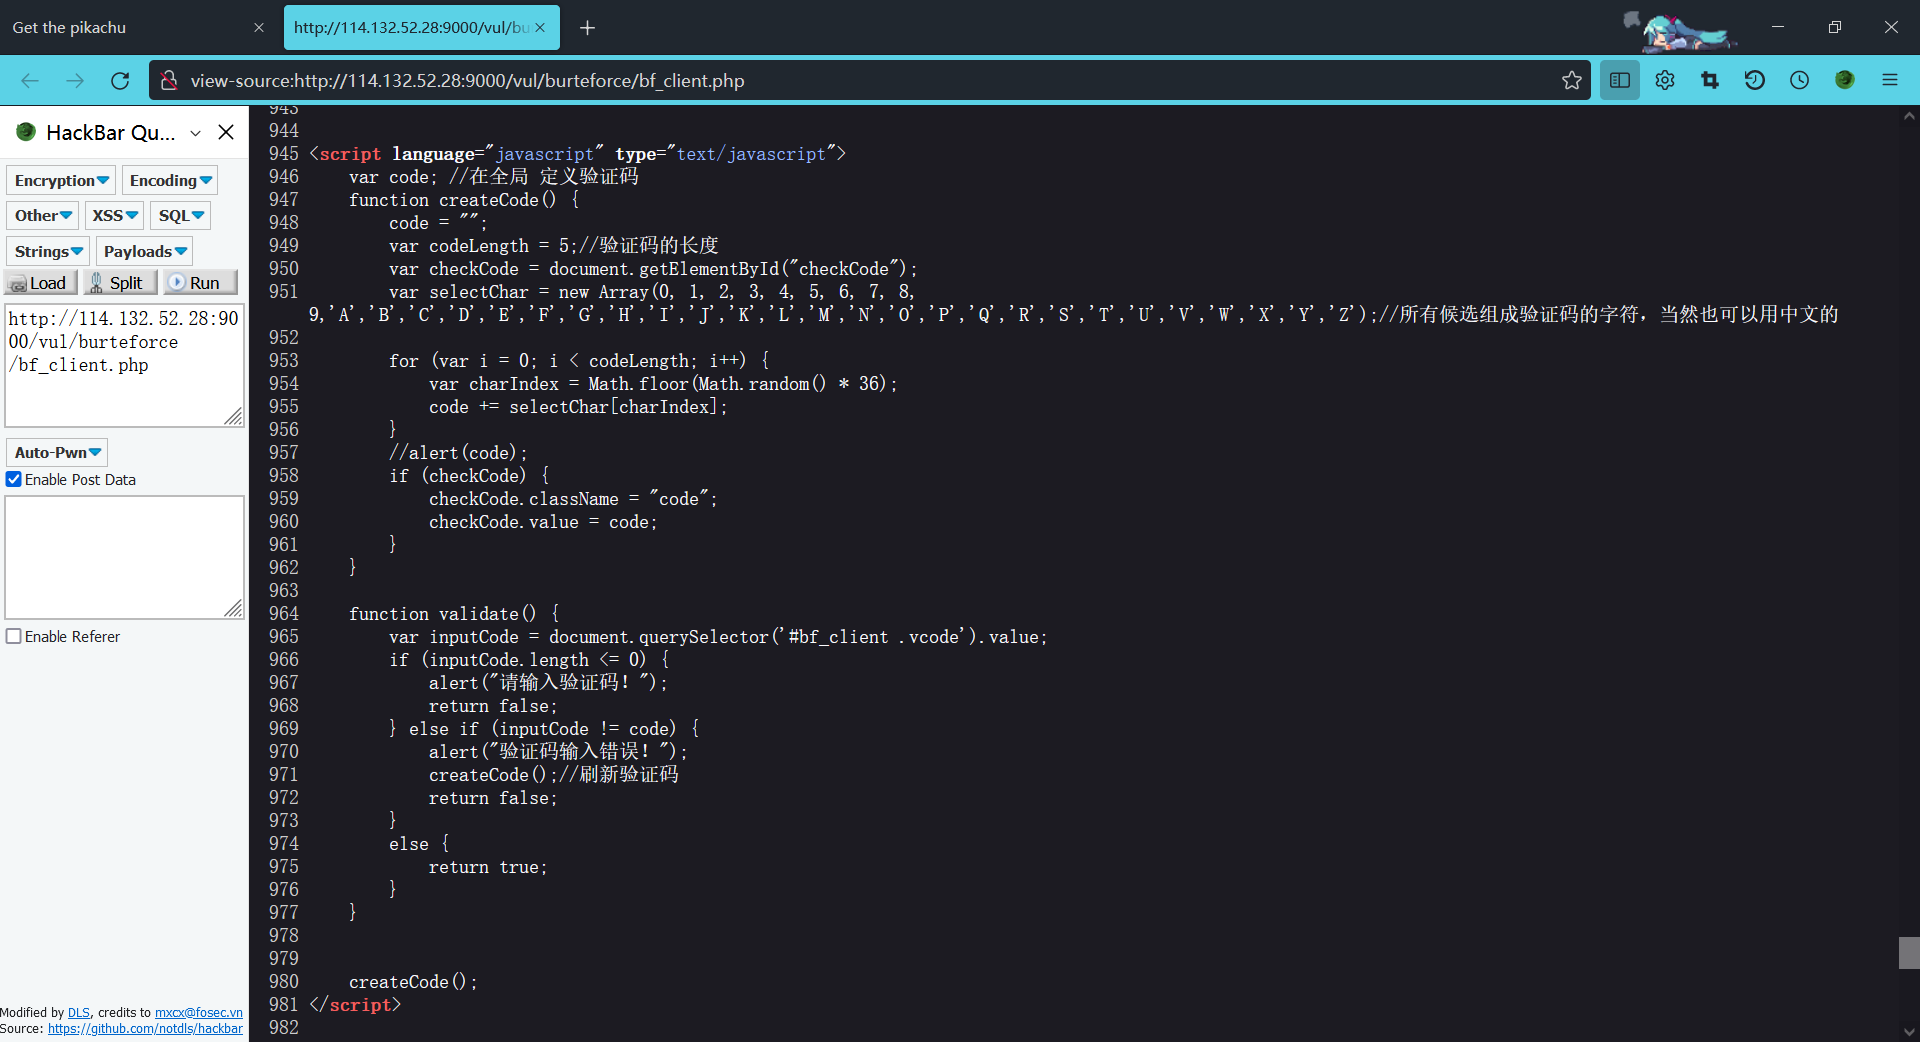 Get the pikachu
http://114.132.52.28:9000/vul/bu
view-source:http://114.132.52.28:9000/vul/burteforce/bf_client.php
HackBar Qu...
Encryption
Encoding
Other
XSS
SQL
Strings
Payloads
Load
Split
Run
http://114.132.52.28:90
00/vul/burteforce
/bf_client.php
Auto-Pwn
Enable Post Data
Enable Referer
Modified by DLS, credits to mxcx@fosec.vn
Source: https://github.com/notdls/hackbar
943
944
945 <script language="javascript" type="text/javascript">
946     var code; //在全局 定义验证码
947     function createCode() {
948         code = "";
949         var codeLength = 5;//验证码的长度
950         var checkCode = document.getElementById("checkCode");
951         var selectChar = new Array(0, 1, 2, 3, 4, 5, 6, 7, 8,
9,'A','B','C','D','E','F','G','H','I','J','K','L','M','N','O','P','Q','R','S','T','U','V','W','X','Y','Z');//所有候选组成验证码的字符，当然也可以用中文的
952
953         for (var i = 0; i < codeLength; i++) {
954             var charIndex = Math.floor(Math.random() * 36);
955             code += selectChar[charIndex];
956         }
957         //alert(code);
958         if (checkCode) {
959             checkCode.className = "code";
960             checkCode.value = code;
961         }
962     }
963
964     function validate() {
965         var inputCode = document.querySelector('#bf_client .vcode').value;
966         if (inputCode.length <= 0) {
967             alert("请输入验证码！");
968             return false;
969         } else if (inputCode != code) {
970             alert("验证码输入错误！");
971             createCode();//刷新验证码
972             return false;
973         }
974         else {
975             return true;
976         }
977     }
978
979
980     createCode();
981 </script>
982